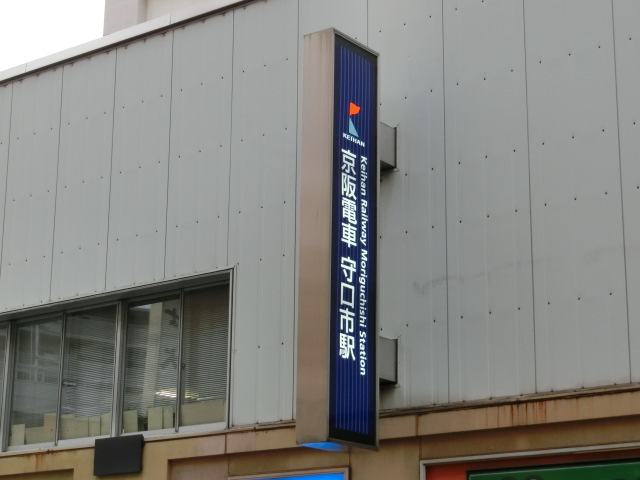 KEIHAN
京阪電車 守口市駅
Keihan Railway Moriguchishi Station